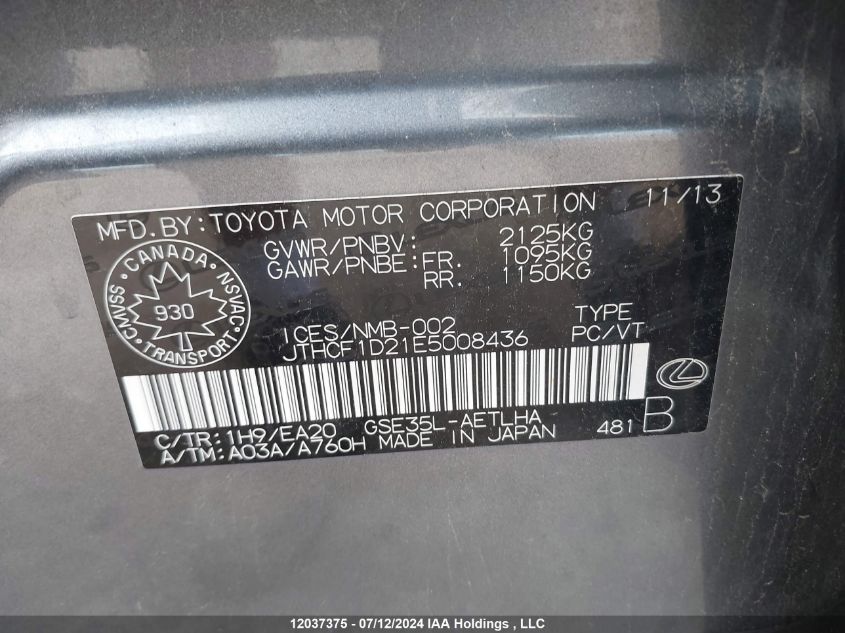 MFD.BY:TOYOTA MOTOR CORPORATION 11/13
GVWR/PNBV: 2125KG
GAWR/PNBE:FR. 1095KG
RR. 1150KG
CANADA
CMVSS 930 NSVAC
TRANSPORT
ICES/NMB-002 TYPE
JTHCF1D21E5008436 PC/VT
C/TR:1H9/EA20 GSE35L-AETLHA 481 B
A/TM:A03A/A760H MADE IN JAPAN
12037375 - 07/12/2024 IAA Holdings , LLC